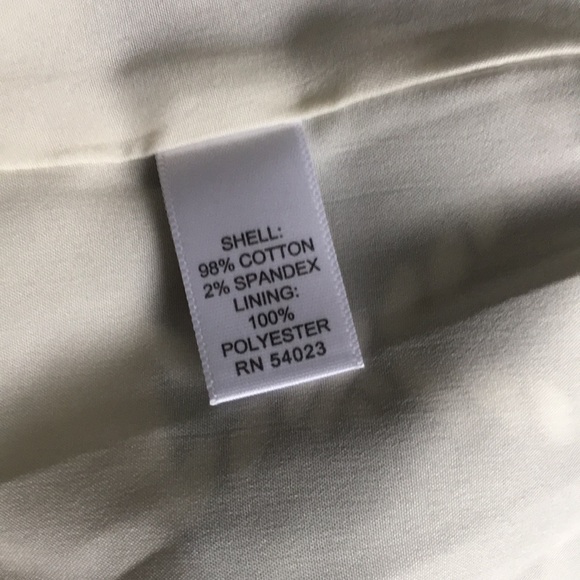 SHELL:
98% COTTON
2% SPANDEX
LINING:
100%
POLYESTER
RN 54023